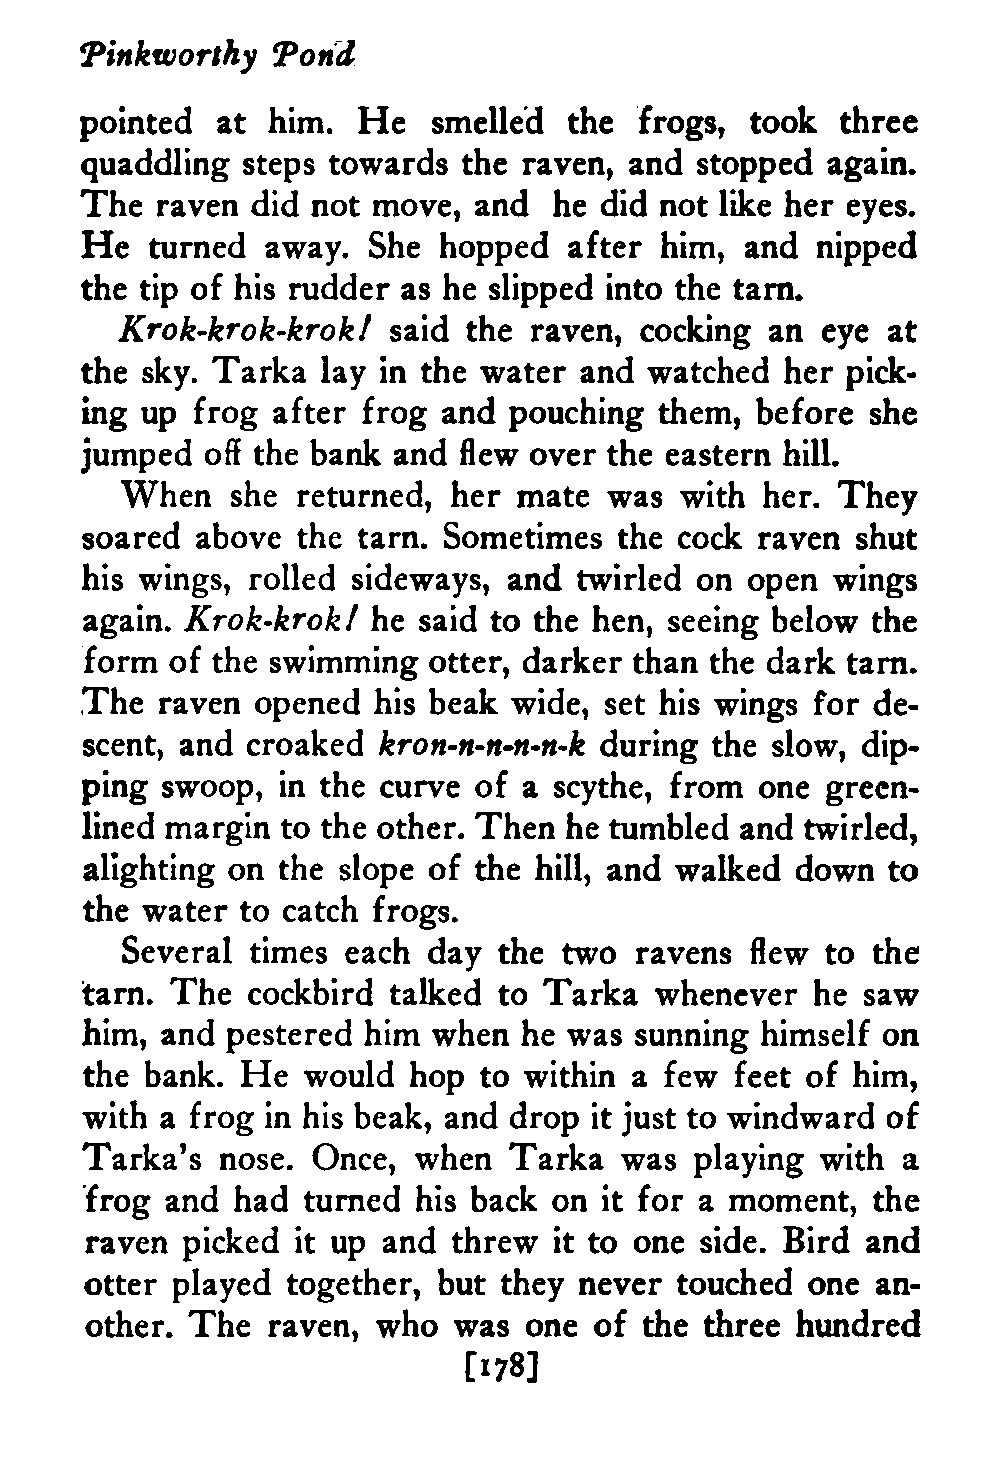 Pinkworthy Pond
pointed at him. He smelled the frogs, took three
quaddling steps towards the raven, and stopped again.
The raven did not move, and he did not like her eyes.
He turned away. She hopped after him, and nipped
the tip of his rudder as he slipped into the tarn.
Krok-krok-krok! said the raven, cocking an eye at
the sky. Tarka lay in the water and watched her pick-
ing up frog after frog and pouching them, before she
jumped off the bank and flew over the eastern hill.
When she returned, her mate was with her. They
soared above the tarn. Sometimes the cock raven shut
his wings, rolled sideways, and twirled on open wings
again. Krok-krok! he said to the hen, seeing below the
form of the swimming otter, darker than the dark tarn.
The raven opened his beak wide, set his wings for de-
scent, and croaked kron-n-n-n-n-k during the slow, dip-
ping swoop, in the curve of a scythe, from one green-
lined margin to the other. Then he tumbled and twirled,
alighting on the slope of the hill, and walked down to
the water to catch frogs.
Several times each day the two ravens flew to the
tarn. The cockbird talked to Tarka whenever he saw
him, and pestered him when he was sunning himself on
the bank. He would hop to within a few feet of him,
with a frog in his beak, and drop it just to windward of
Tarka's nose. Once, when Tarka was playing with a
frog and had turned his back on it for a moment, the
raven picked it up and threw it to one side. Bird and
otter played together, but they never touched one an-
other. The raven, who was one of the three hundred
[178]